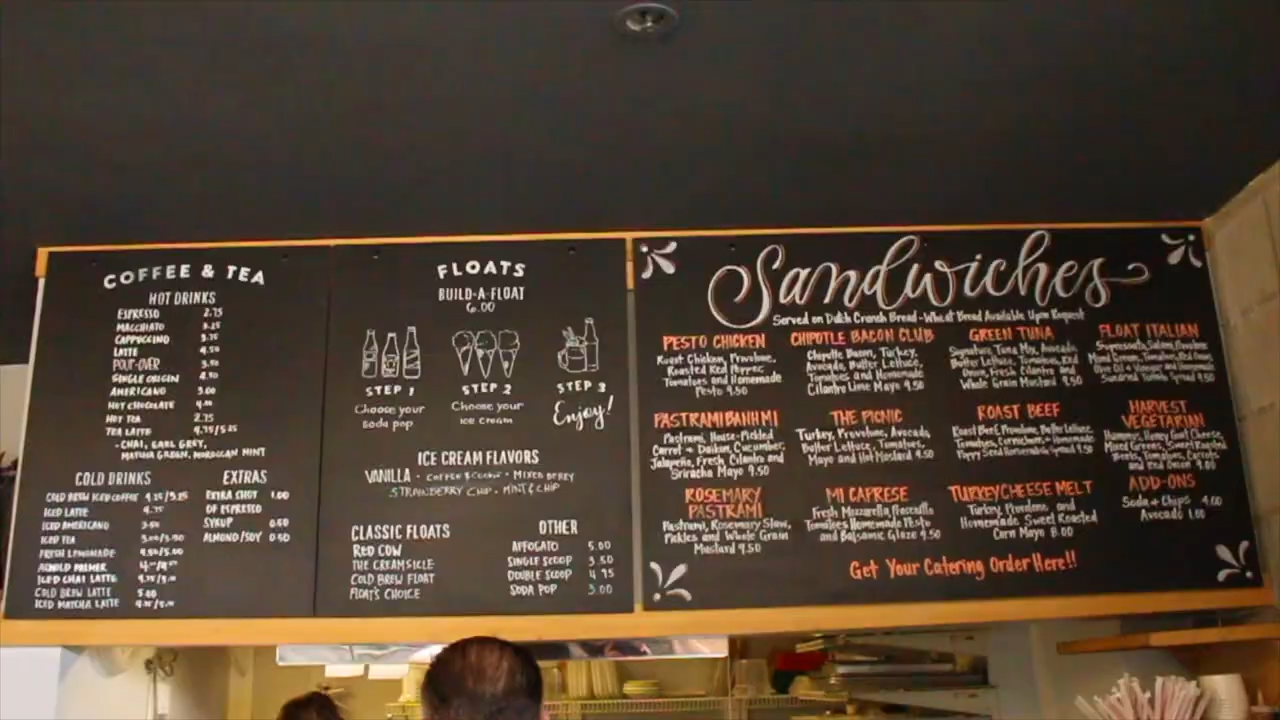 COFFEE & TEA
HOT DRINKS
ESPRESSO 2.75
MACCHIATO 3.25
CAPPUCCINO 3.75
LATTE 4.50
POUR-OVER 3.50
SINGLE ORIGIN 4.50
AMERICANO 3.00
HOT CHOCOLATE 4.00
HOT TEA 2.75
TEA LATTE 4.75/5.25
-CHAI, EARL GREY,
MATCHA GREEN, MOROCCAN MINT
COLD DRINKS
COLD BREW ICED COFFEE 4.25/5.25
ICED LATTE 4.75
ICED AMERICANO 3.50
ICED TEA 3.00/3.50
FRESH LEMONADE 4.50/5.00
ARNOLD PALMER
ICED CHAI LATTE
COLD BREW LATTE 5.00
ICED MATCHA LATTE
EXTRAS
EXTRA SHOT 1.00
OF ESPRESSO
SYRUP 0.50
ALMOND/SOY 0.50
FLOATS
BUILD-A-FLOAT
6.00
STEP 1
Choose your
soda pop
STEP 2
Choose your
ice cream
STEP 3
Enjoy!
ICE CREAM FLAVORS
VANILLA • COFFEE & COOKIE • MIXED BERRY
STRAWBERRY CHIP • MINT & CHIP
CLASSIC FLOATS
RED COW
THE CREAMSICLE
COLD BREW FLOAT
FLOAT'S CHOICE
OTHER
AFFOGATO 5.00
SINGLE SCOOP 3.50
DOUBLE SCOOP 4.75
SODA POP 3.00
Sandwiches
Served on Dutch Crunch Bread - Wheat Bread Available Upon Request
PESTO CHICKEN
Roast Chicken, Provolone,
Roasted Red Pepper,
Tomatoes and Homemade
Pesto 9.50
CHIPOTLE BACON CLUB
Chipotle Bacon, Turkey,
Avocado, Butter Lettuce,
Tomatoes and Homemade
Cilantro Lime Mayo 9.50
GREEN TUNA
Signature Tuna Mix, Avocado,
Butter Lettuce, Tomatoes, Red
Onion, Fresh Cilantro and
Whole Grain Mustard 9.50
FLOAT ITALIAN
Sopressata, Salami, Provolone
Mixed Greens, Tomatoes, Red Onion,
Olive Oil & Vinegar and Homemade
Sundried Tomato Spread 9.50
PASTRAMI BANH MI
Pastrami, House-Pickled
Carrot & Daikon, Cucumber,
Jalapeño, Fresh Cilantro and
Sriracha Mayo 9.50
THE PICNIC
Turkey, Provolone, Avocado,
Butter Lettuce, Tomatoes,
Mayo and Hot Mustard 9.50
ROAST BEEF
Roast Beef, Provolone, Butter Lettuce,
Tomatoes, Cornichon, & Homemade
Poppy Seed Horseradish Spread 9.50
HARVEST
VEGETARIAN
Hummus, Honey Goat Cheese,
Mixed Greens, Sweet Roasted
Beets, Tomatoes, Carrots,
and Red Onion 9.00
ROSEMARY
PASTRAMI
Pastrami, Rosemary Slaw,
Pickles and Whole Grain
Mustard 9.50
MI CAPRESE
Fresh Mozzarella, Prosciutto
Tomatoes Homemade Pesto
and Balsamic Glaze 9.50
TURKEY CHEESE MELT
Turkey, Provolone, and
Homemade Sweet Roasted
Corn Mayo 8.00
ADD-ONS
Soda + Chips 4.00
Avocado 1.00
Get Your Catering Order Here!!